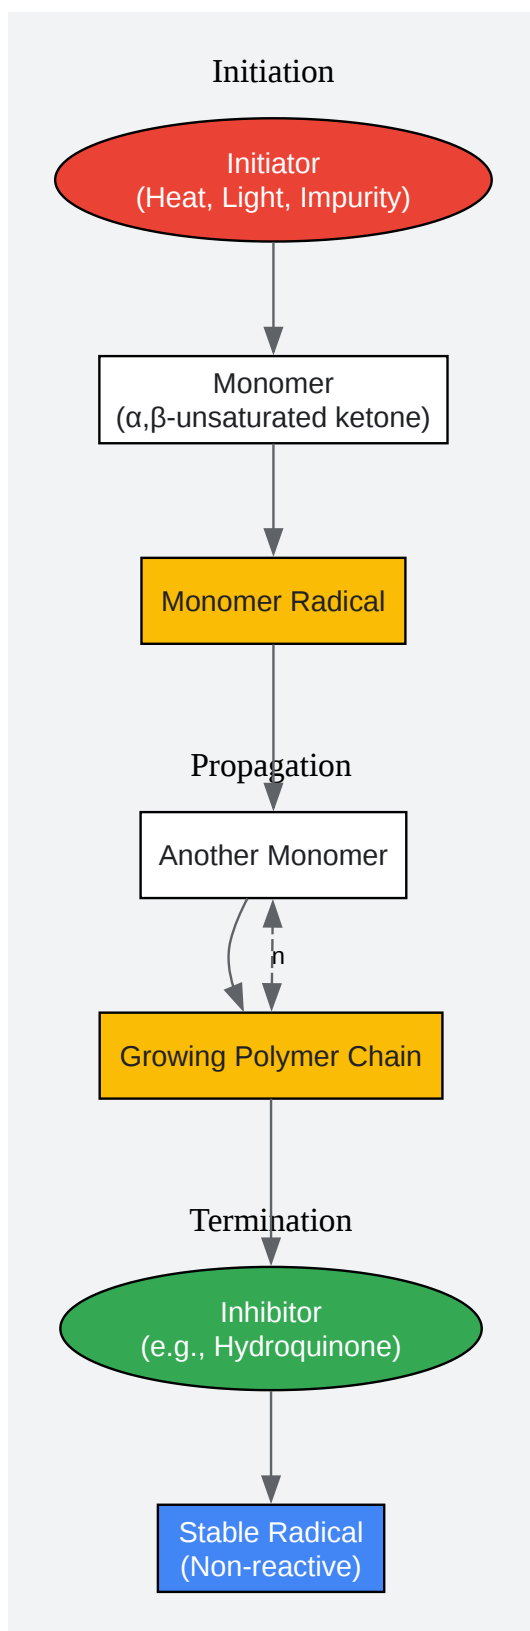 Initiation
Initiator
(Heat, Light, Impurity)
Monomer
(α,β-unsaturated ketone)
Monomer Radical
Propagation
Another Monomer
n
Growing Polymer Chain
Termination
Inhibitor
(e.g., Hydroquinone)
Stable Radical
(Non-reactive)